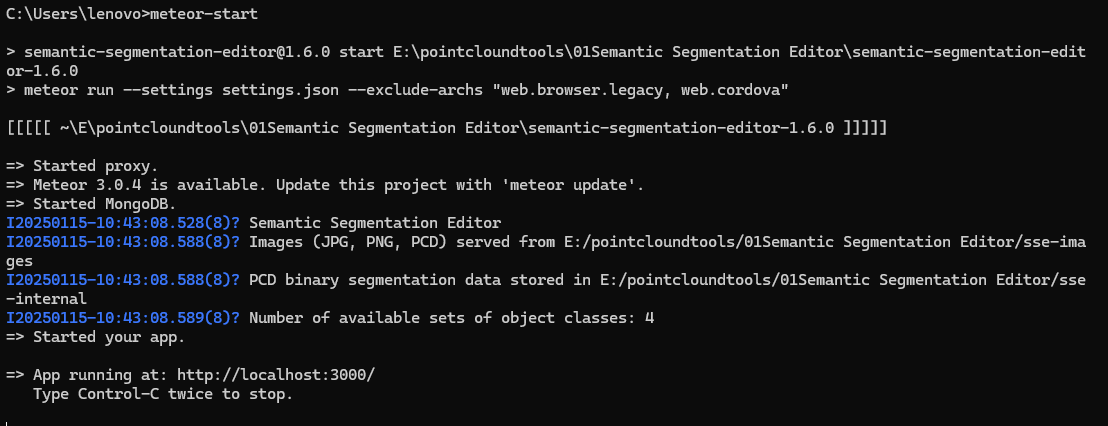 C:\Users\lenovo>meteor-start
> semantic-segmentation-editor@1.6.0 start E:\pointcloundtools\01Semantic Segmentation Editor\semantic-segmentation-edit
or-1.6.0
> meteor run --settings settings.json --exclude-archs "web.browser.legacy, web.cordova"
[[[[[ ~\E\pointcloundtools\01Semantic Segmentation Editor\semantic-segmentation-editor-1.6.0 ]]]]]
=> Started proxy.
=> Meteor 3.0.4 is available. Update this project with 'meteor update'.
=> Started MongoDB.
I20250115-10:43:08.528(8)? Semantic Segmentation Editor
I20250115-10:43:08.588(8)? Images (JPG, PNG, PCD) served from E:/pointcloundtools/01Semantic Segmentation Editor/sse-ima
ges
I20250115-10:43:08.588(8)? PCD binary segmentation data stored in E:/pointcloundtools/01Semantic Segmentation Editor/sse
-internal
I20250115-10:43:08.589(8)? Number of available sets of object classes: 4
=> Started your app.
=> App running at: http://localhost:3000/
Type Control-C twice to stop.